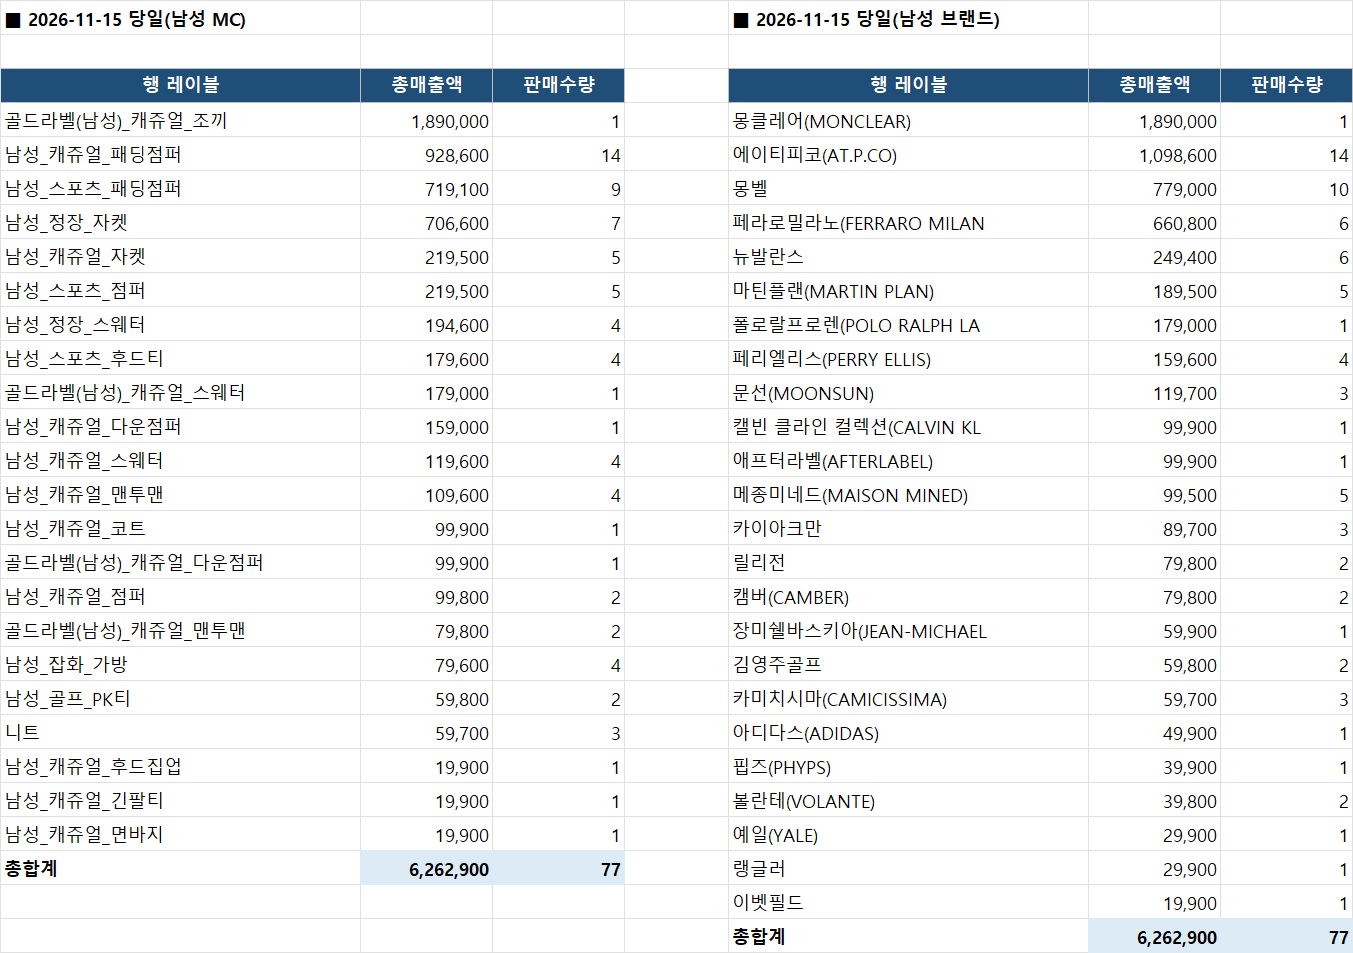 ■ 2026-11-15 당일(남성 MC)
행 레이블 총매출액 판매수량
골드라벨(남성)_캐쥬얼_조끼 1,890,000 1
남성_캐쥬얼_패딩점퍼 928,600 14
남성_스포츠_패딩점퍼 719,100 9
남성_정장_자켓 706,600 7
남성_캐쥬얼_자켓 219,500 5
남성_스포츠_점퍼 219,500 5
남성_정장_스웨터 194,600 4
남성_스포츠_후드티 179,600 4
골드라벨(남성)_캐쥬얼_스웨터 179,000 1
남성_캐쥬얼_다운점퍼 159,000 1
남성_캐쥬얼_스웨터 119,600 4
남성_캐쥬얼_맨투맨 109,600 4
남성_캐쥬얼_코트 99,900 1
골드라벨(남성)_캐쥬얼_다운점퍼 99,900 1
남성_캐쥬얼_점퍼 99,800 2
골드라벨(남성)_캐쥬얼_맨투맨 79,800 2
남성_잡화_가방 79,600 4
남성_골프_PK티 59,800 2
니트 59,700 3
남성_캐쥬얼_후드집업 19,900 1
남성_캐쥬얼_긴팔티 19,900 1
남성_캐쥬얼_면바지 19,900 1
총합계 6,262,900 77
■ 2026-11-15 당일(남성 브랜드)
행 레이블 총매출액 판매수량
몽클레어(MONCLEAR) 1,890,000 1
에이티피코(AT.P.CO) 1,098,600 14
몽벨 779,000 10
페라로밀라노(FERRARO MILAN 660,800 6
뉴발란스 249,400 6
마틴플랜(MARTIN PLAN) 189,500 5
폴로랄프로렌(POLO RALPH LA 179,000 1
페리엘리스(PERRY ELLIS) 159,600 4
문선(MOONSUN) 119,700 3
캘빈 클라인 컬렉션(CALVIN KL 99,900 1
애프터라벨(AFTERLABEL) 99,900 1
메종미네드(MAISON MINED) 99,500 5
카이아크만 89,700 3
릴리전 79,800 2
캠버(CAMBER) 79,800 2
장미쉘바스키아(JEAN-MICHAEL 59,900 1
김영주골프 59,800 2
카미치시마(CAMICISSIMA) 59,700 3
아디다스(ADIDAS) 49,900 1
핍즈(PHYPS) 39,900 1
볼란테(VOLANTE) 39,800 2
예일(YALE) 29,900 1
랭글러 29,900 1
이벳필드 19,900 1
총합계 6,262,900 77